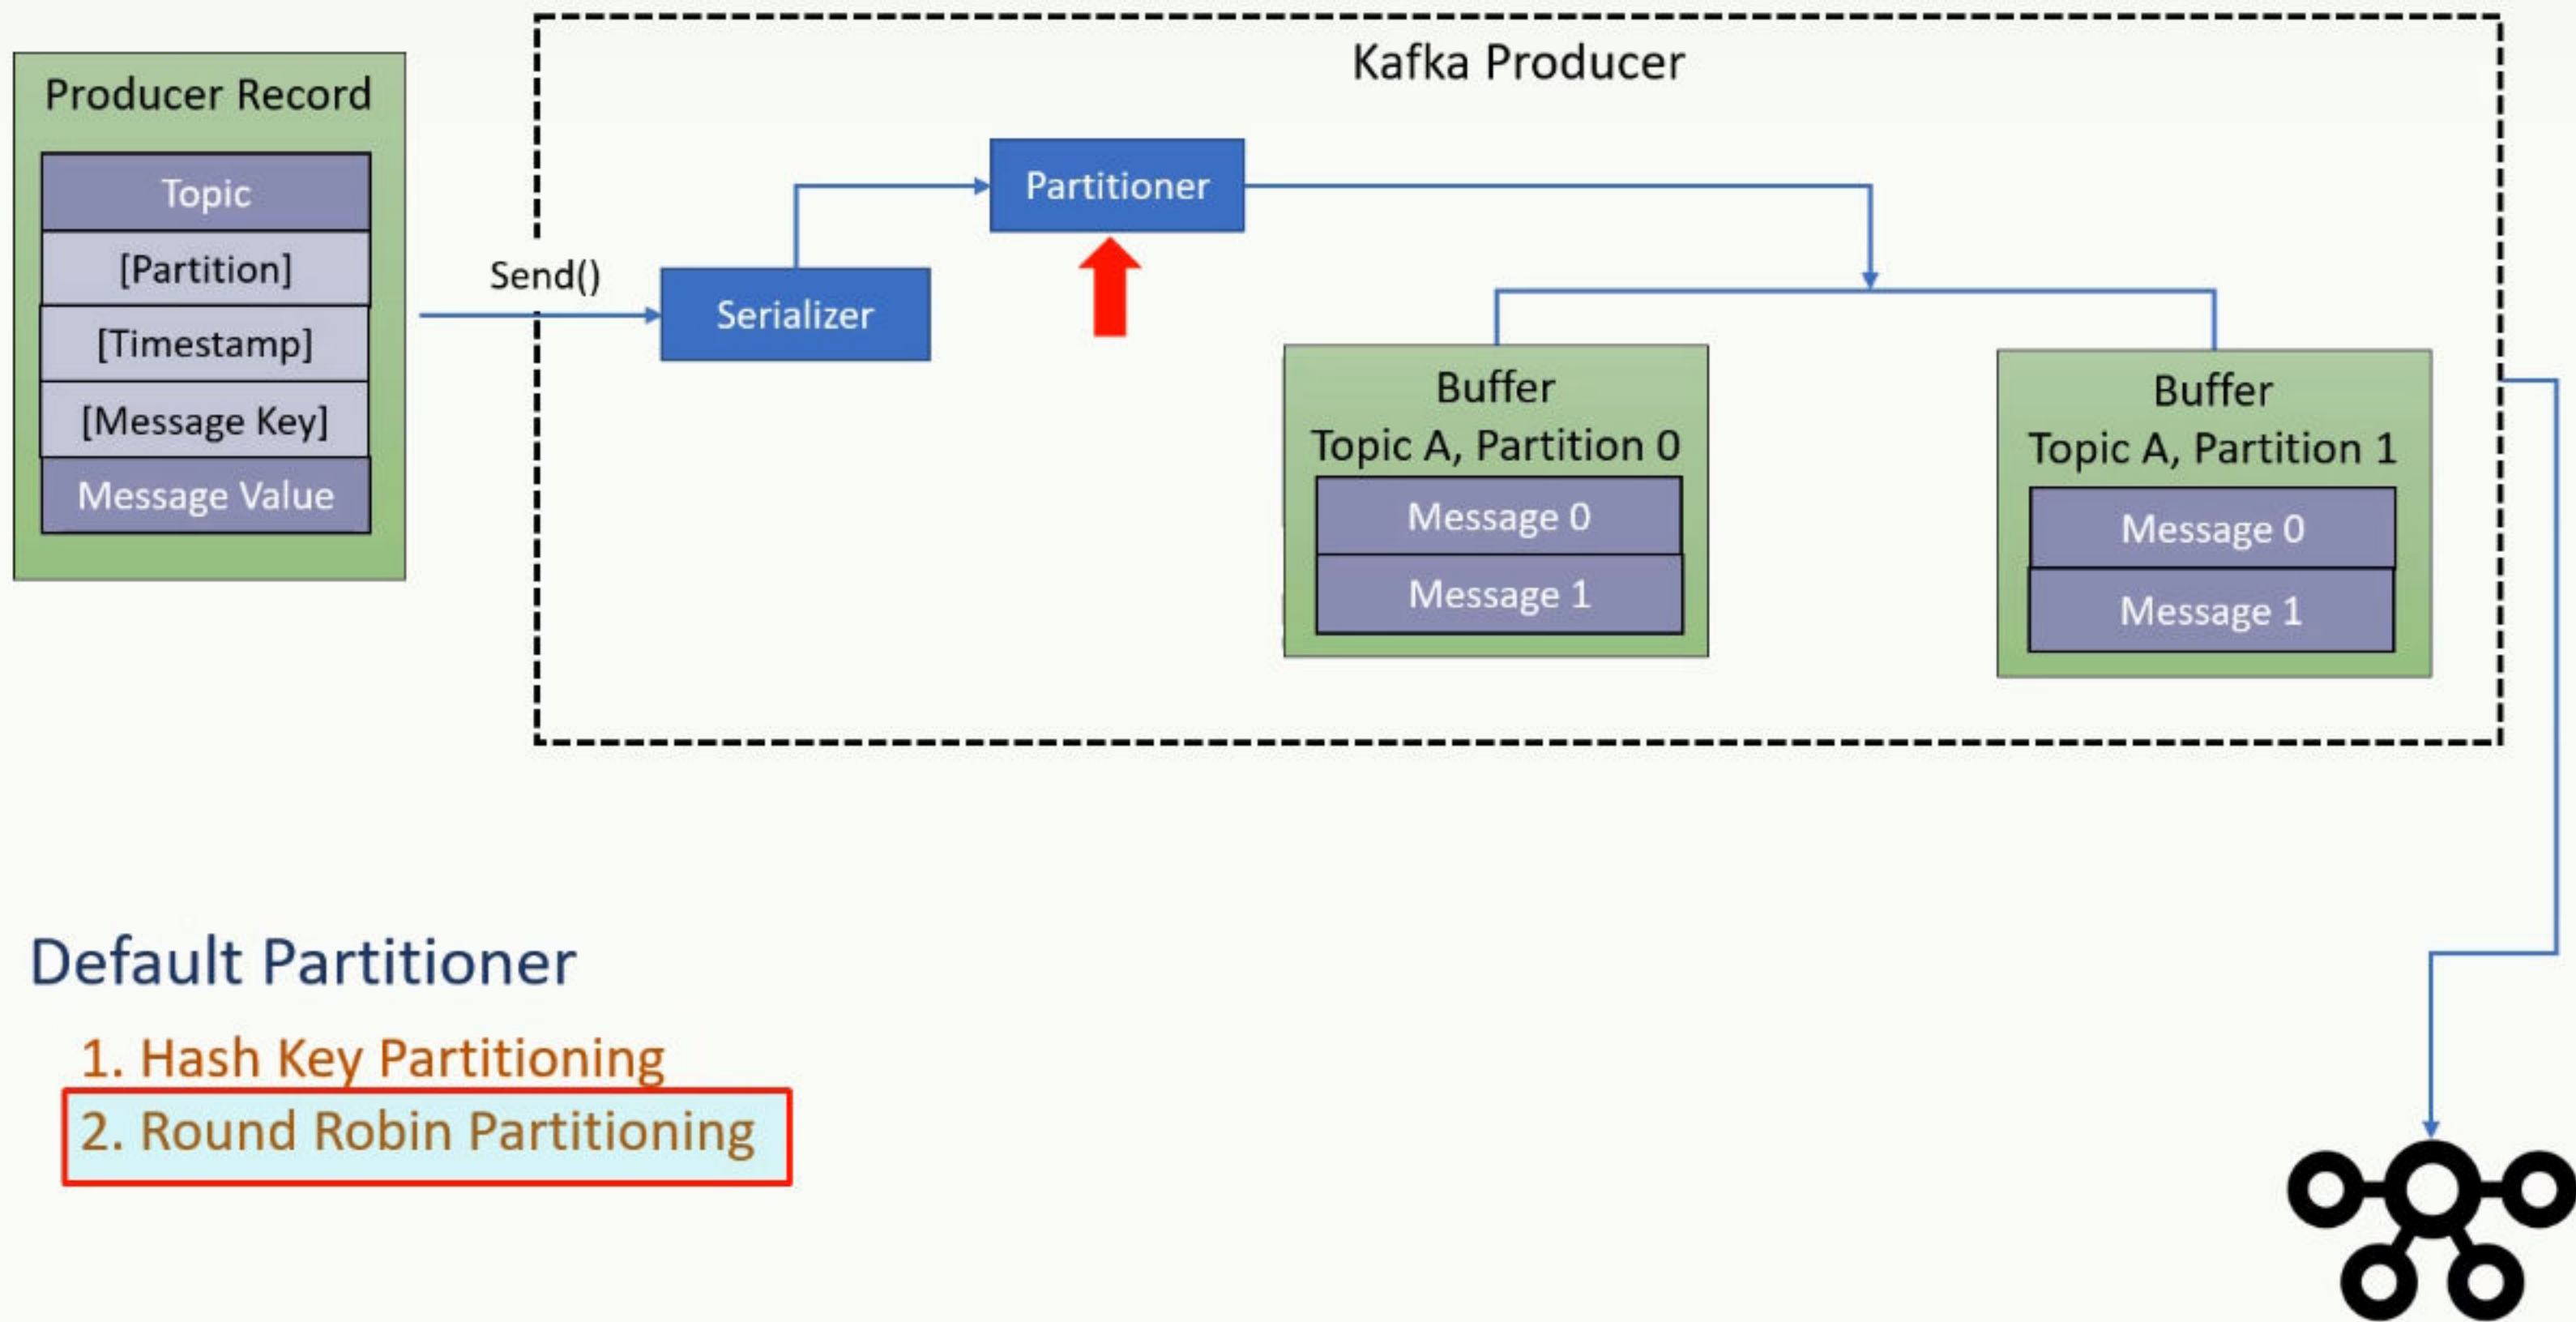 Kafka Producer
Producer Record
Topic
[Partition]
[Timestamp]
[Message Key]
Message Value
Send()
Serializer
Partitioner
Buffer
Topic A, Partition 0
Message 0
Message 1
Buffer
Topic A, Partition 1
Message 0
Message 1
Default Partitioner
1. Hash Key Partitioning
2. Round Robin Partitioning